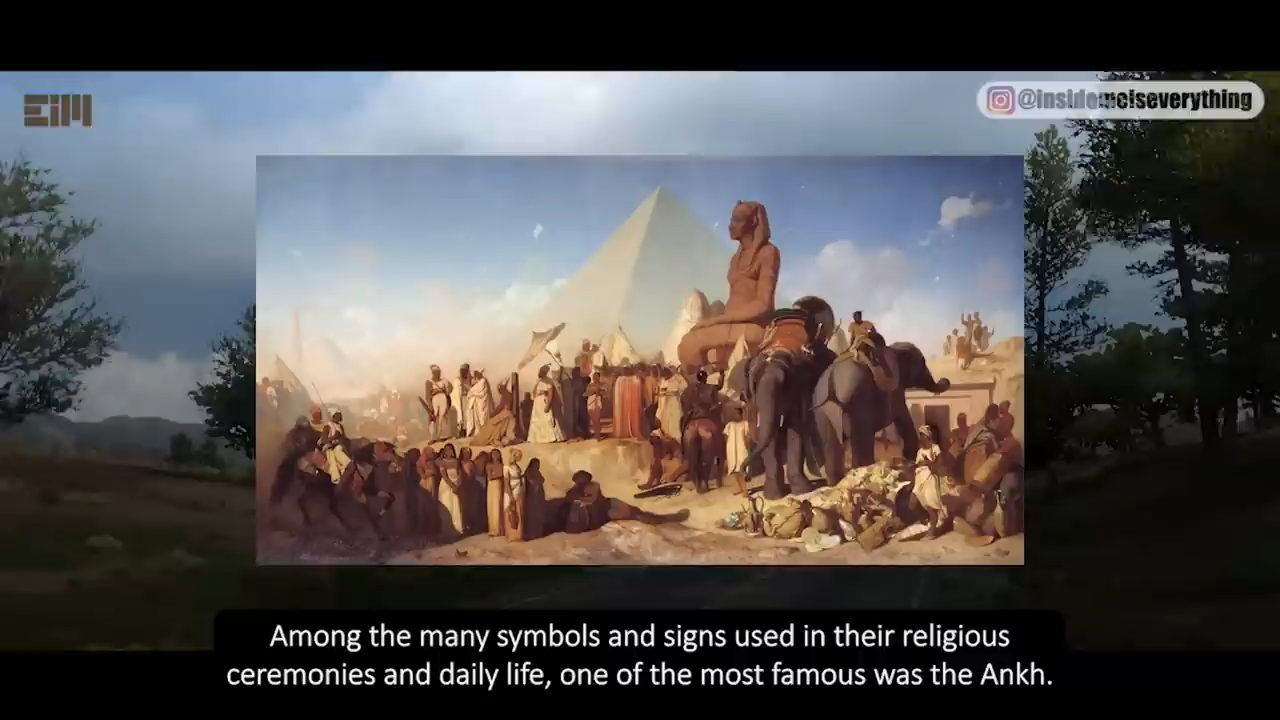 EiM
@insidemeiseverything
Among the many symbols and signs used in their religious
ceremonies and daily life, one of the most famous was the Ankh.